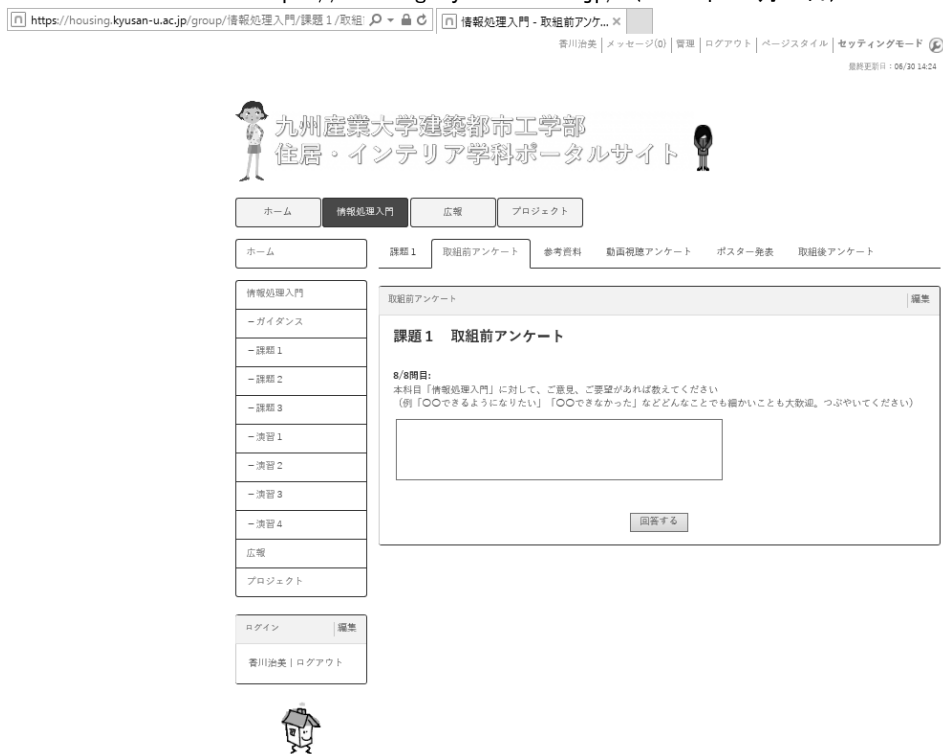 https://housing.kyusan-u.ac.jp/group/情報処理入門/課題1/取組
情報処理入門 - 取組前アンケ... ×
香川治美 | メッセージ(0) | 管理 | ログアウト | ページスタイル | セッティングモード
最終更新日：06/30 14:24
九州産業大学建築都市工学部
住居・インテリア学科ポータルサイト
ホーム 情報処理入門 広報 プロジェクト
ホーム
課題1 取組前アンケート 参考資料 動画視聴アンケート ポスター発表 取組後アンケート
情報処理入門
－ガイダンス
－課題1
－課題2
－課題3
－演習1
－演習2
－演習3
－演習4
広報
プロジェクト
取組前アンケート 編集
課題1　取組前アンケート
8/8問目:
本科目「情報処理入門」に対して、ご意見、ご要望があれば教えてください
（例「〇〇できるようになりたい」「〇〇できなかった」などどんなことでも細かいことも大歓迎。つぶやいてください）
回答する
ログイン 編集
香川治美 | ログアウト